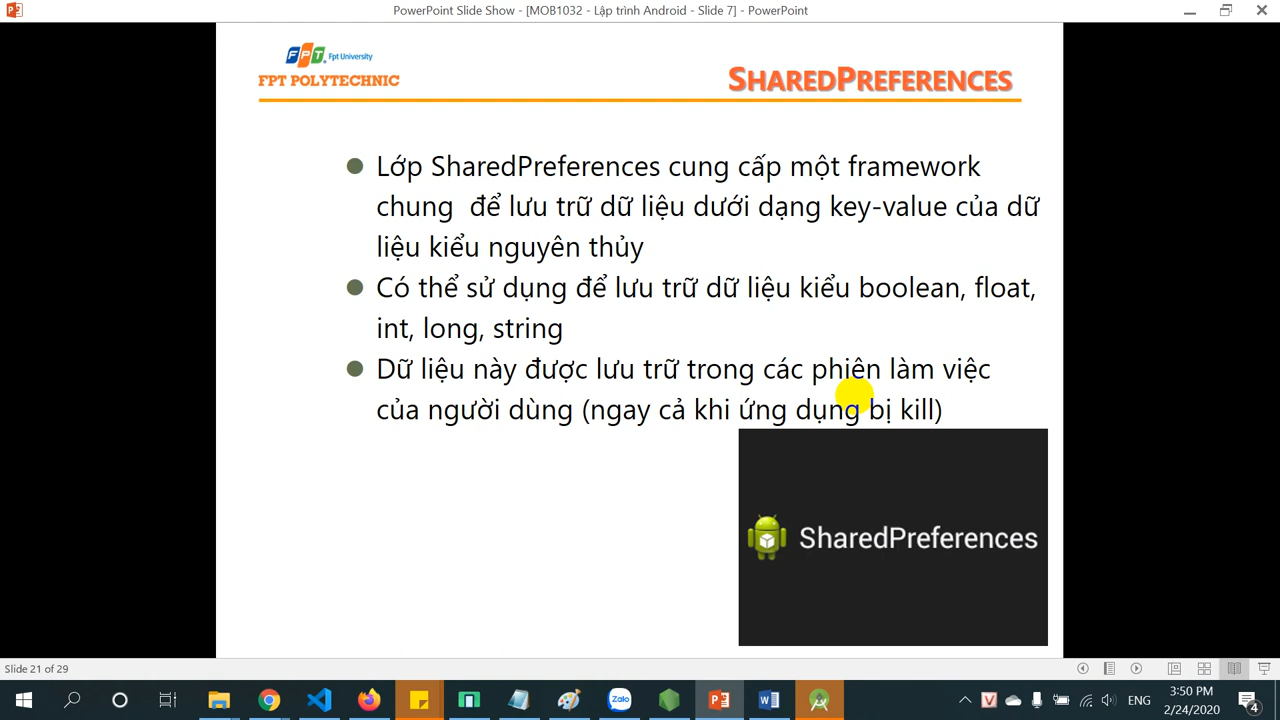 PowerPoint Slide Show - [MOB1032 - Lập trình Android - Slide 7] - PowerPoint
FPT Fpt University
FPT POLYTECHNIC
SHAREDPREFERENCES
Lớp SharedPreferences cung cấp một framework
chung để lưu trữ dữ liệu dưới dạng key-value của dữ
liệu kiểu nguyên thủy
Có thể sử dụng để lưu trữ dữ liệu kiểu boolean, float,
int, long, string
Dữ liệu này được lưu trữ trong các phiên làm việc
của người dùng (ngay cả khi ứng dụng bị kill)
SharedPreferences
Slide 21 of 29
Zalo
ENG
3:50 PM
2/24/2020
4